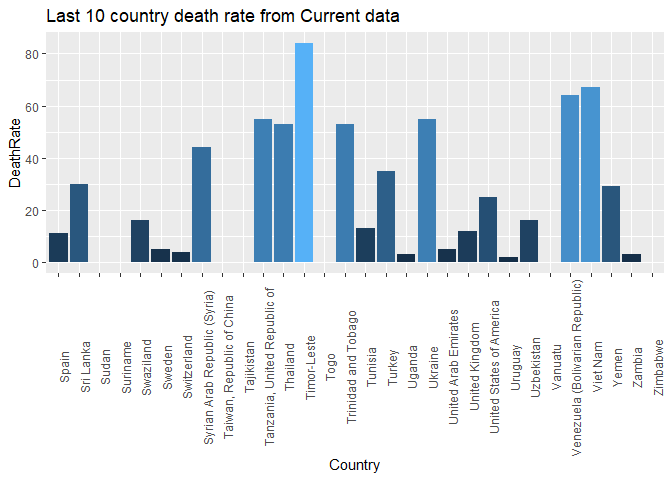 Last 10 country death rate from Current data
DeathRate
80
60
40
20
0
Spain
Sri Lanka
Sudan
Suriname
Swaziland
Sweden
Switzerland
Syrian Arab Republic (Syria)
Taiwan, Republic of China
Tajikistan
Tanzania, United Republic of
Thailand
Timor-Leste
Togo
Trinidad and Tobago
Tunisia
Turkey
Uganda
Ukraine
United Arab Emirates
United Kingdom
United States of America
Uruguay
Uzbekistan
Vanuatu
Venezuela (Bolivarian Republic)
Viet Nam
Yemen
Zambia
Zimbabwe
Country